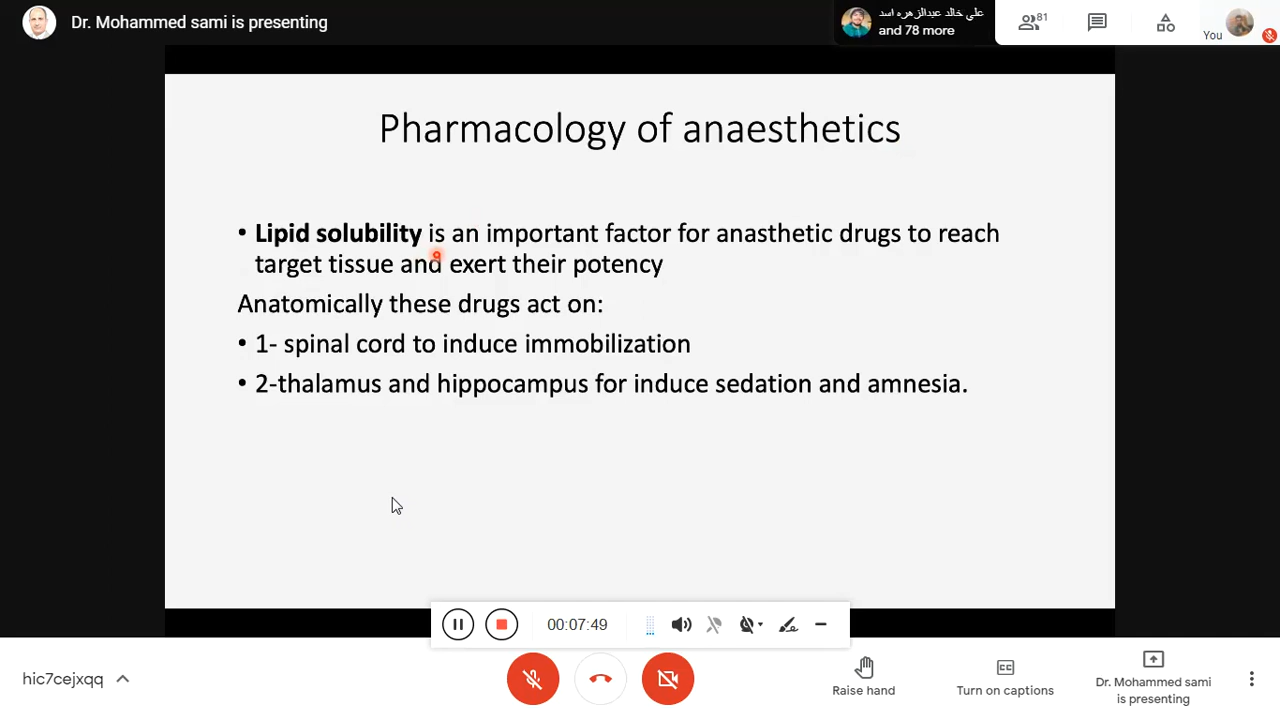 Dr. Mohammed sami is presenting
علي خالد عبدالزهره اسد
and 78 more
81
You
Pharmacology of anaesthetics
• Lipid solubility is an important factor for anasthetic drugs to reach
target tissue and exert their potency
Anatomically these drugs act on:
• 1- spinal cord to induce immobilization
• 2-thalamus and hippocampus for induce sedation and amnesia.
00:07:49
hic7cejxqq
Raise hand
Turn on captions
Dr. Mohammed sami
is presenting